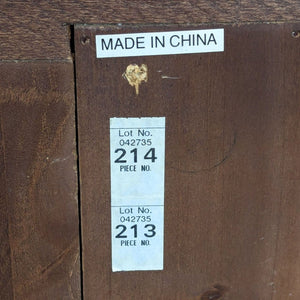 MADE IN CHINA
Lot No.
042735
214
PIECE NO.
Lot No.
042735
213
PIECE NO.